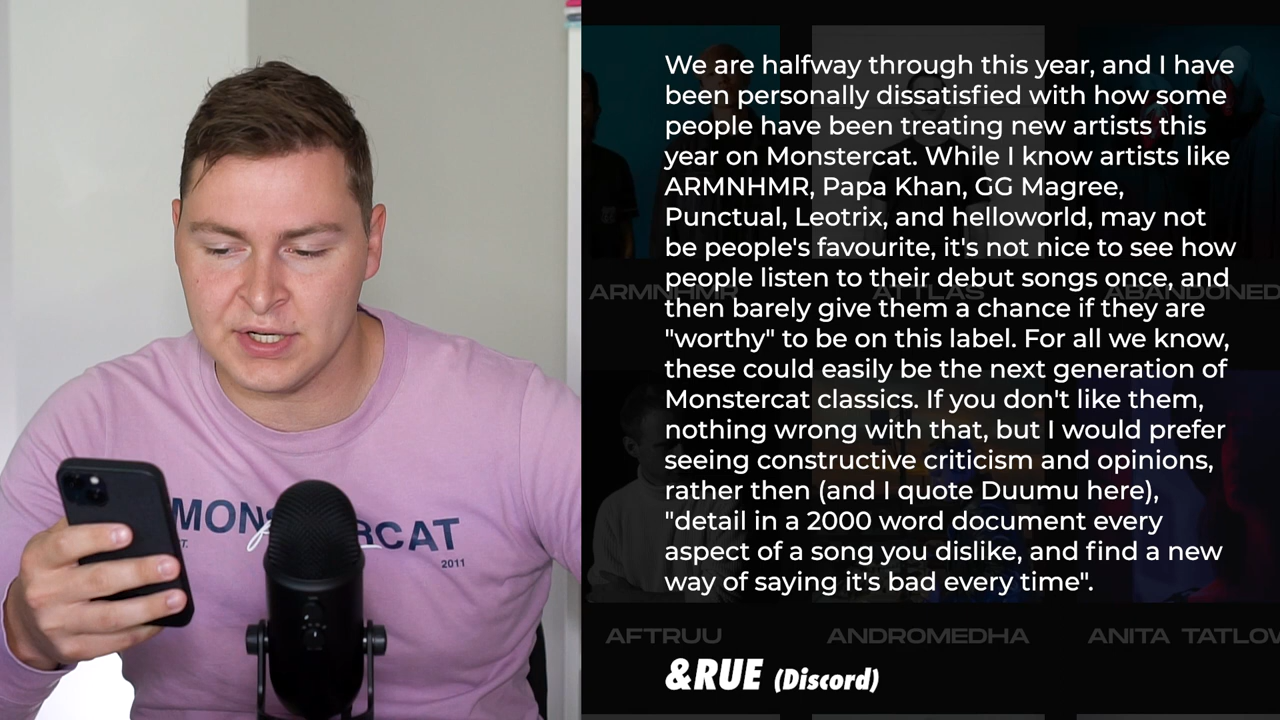 We are halfway through this year, and I have
been personally dissatisfied with how some
people have been treating new artists this
year on Monstercat. While I know artists like
ARMNHMR, Papa Khan, GG Magree,
Punctual, Leotrix, and helloworld, may not
be people's favourite, it's not nice to see how
people listen to their debut songs once, and
then barely give them a chance if they are
"worthy" to be on this label. For all we know,
these could easily be the next generation of
Monstercat classics. If you don't like them,
nothing wrong with that, but I would prefer
seeing constructive criticism and opinions,
rather then (and I quote Duumu here),
"detail in a 2000 word document every
aspect of a song you dislike, and find a new
way of saying it's bad every time".
&RUE (Discord)
ARMNHMR ATTLAS ABANDONED
AFTRUU ANDROMEDHA ANITA TATLOW
2011